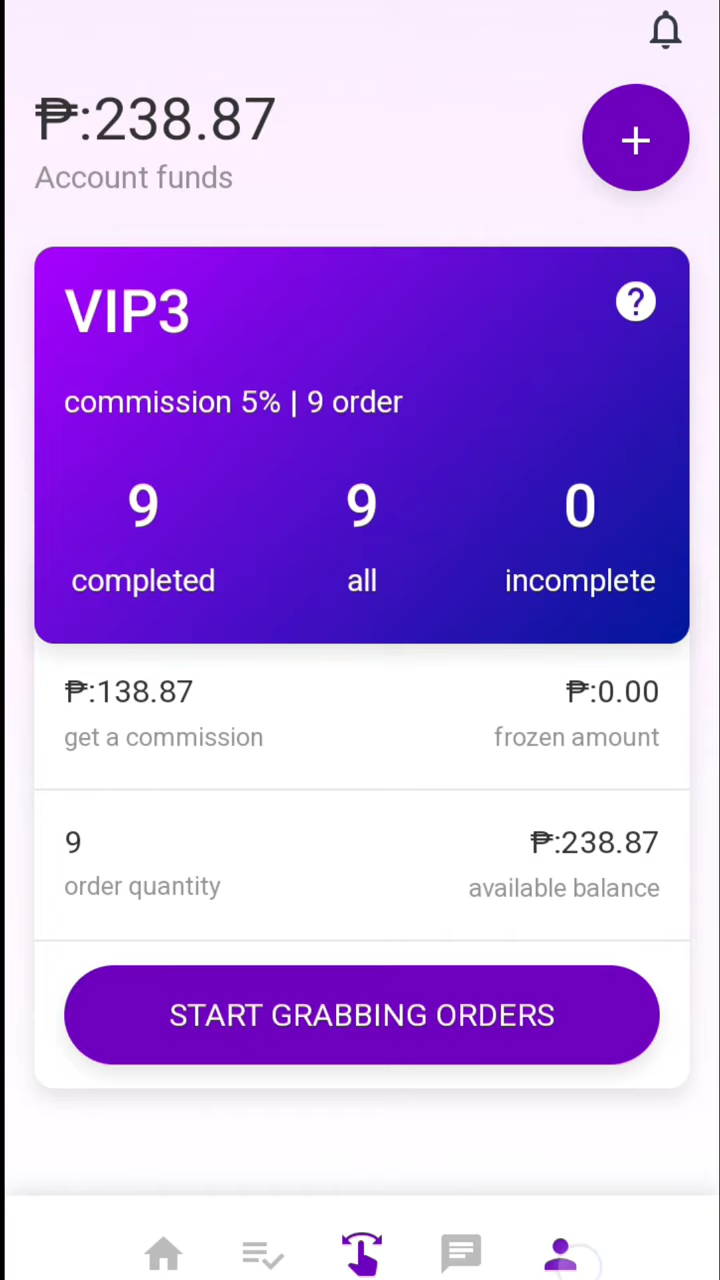 ₱:238.87
Account funds
+
VIP3
?
commission 5% | 9 order
9 9 0
completed all incomplete
₱:138.87 ₱:0.00
get a commission frozen amount
9 ₱:238.87
order quantity available balance
START GRABBING ORDERS